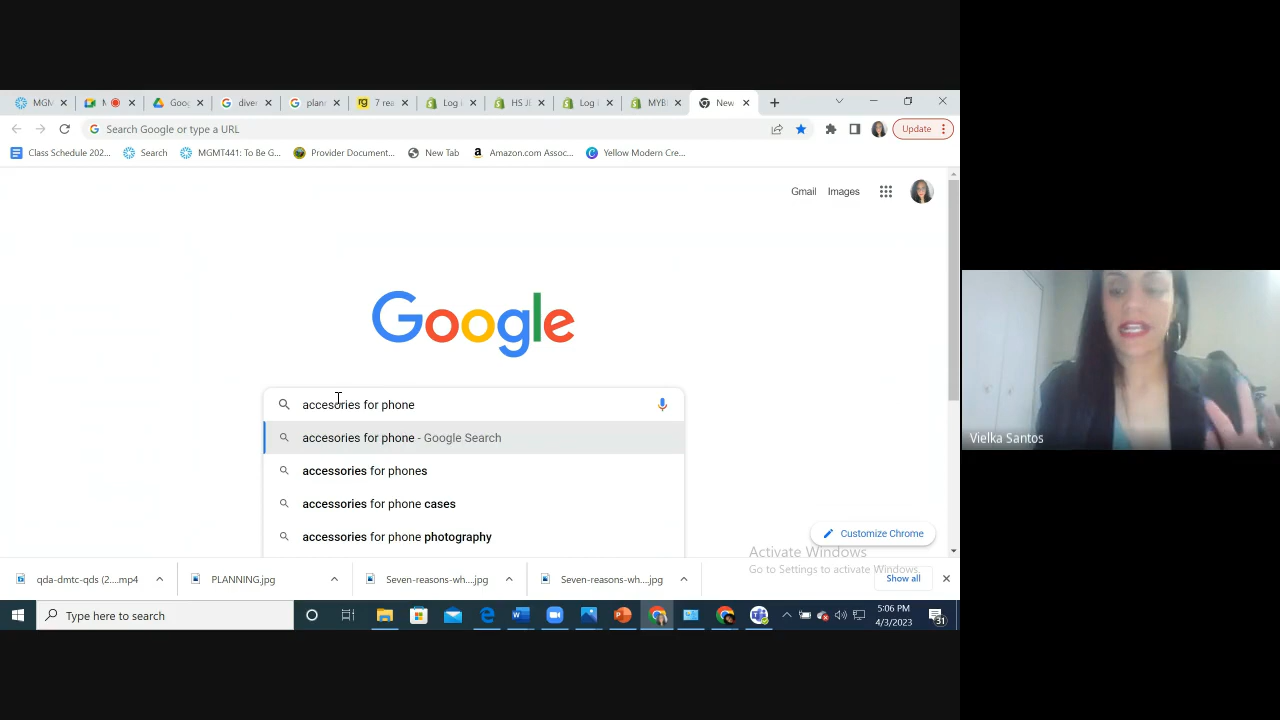 MGM
M
Goog
diver
plann
7 rea
Log i
HS JI
Log i
MYB
New
Search Google or type a URL
Update
Class Schedule 202...
Search
MGMT441: To Be G...
Provider Document...
New Tab
Amazon.com Assoc...
Yellow Modern Cre...
Gmail
Images
Google
accesories for phone
accesories for phone - Google Search
accessories for phones
accessories for phone cases
accessories for phone photography
Customize Chrome
Activate Windows
Go to Settings to activate Windows.
qda-dmtc-qds (2....mp4
PLANNING.jpg
Seven-reasons-wh....jpg
Seven-reasons-wh....jpg
Show all
Type here to search
5:06 PM
4/3/2023
31
Vielka Santos